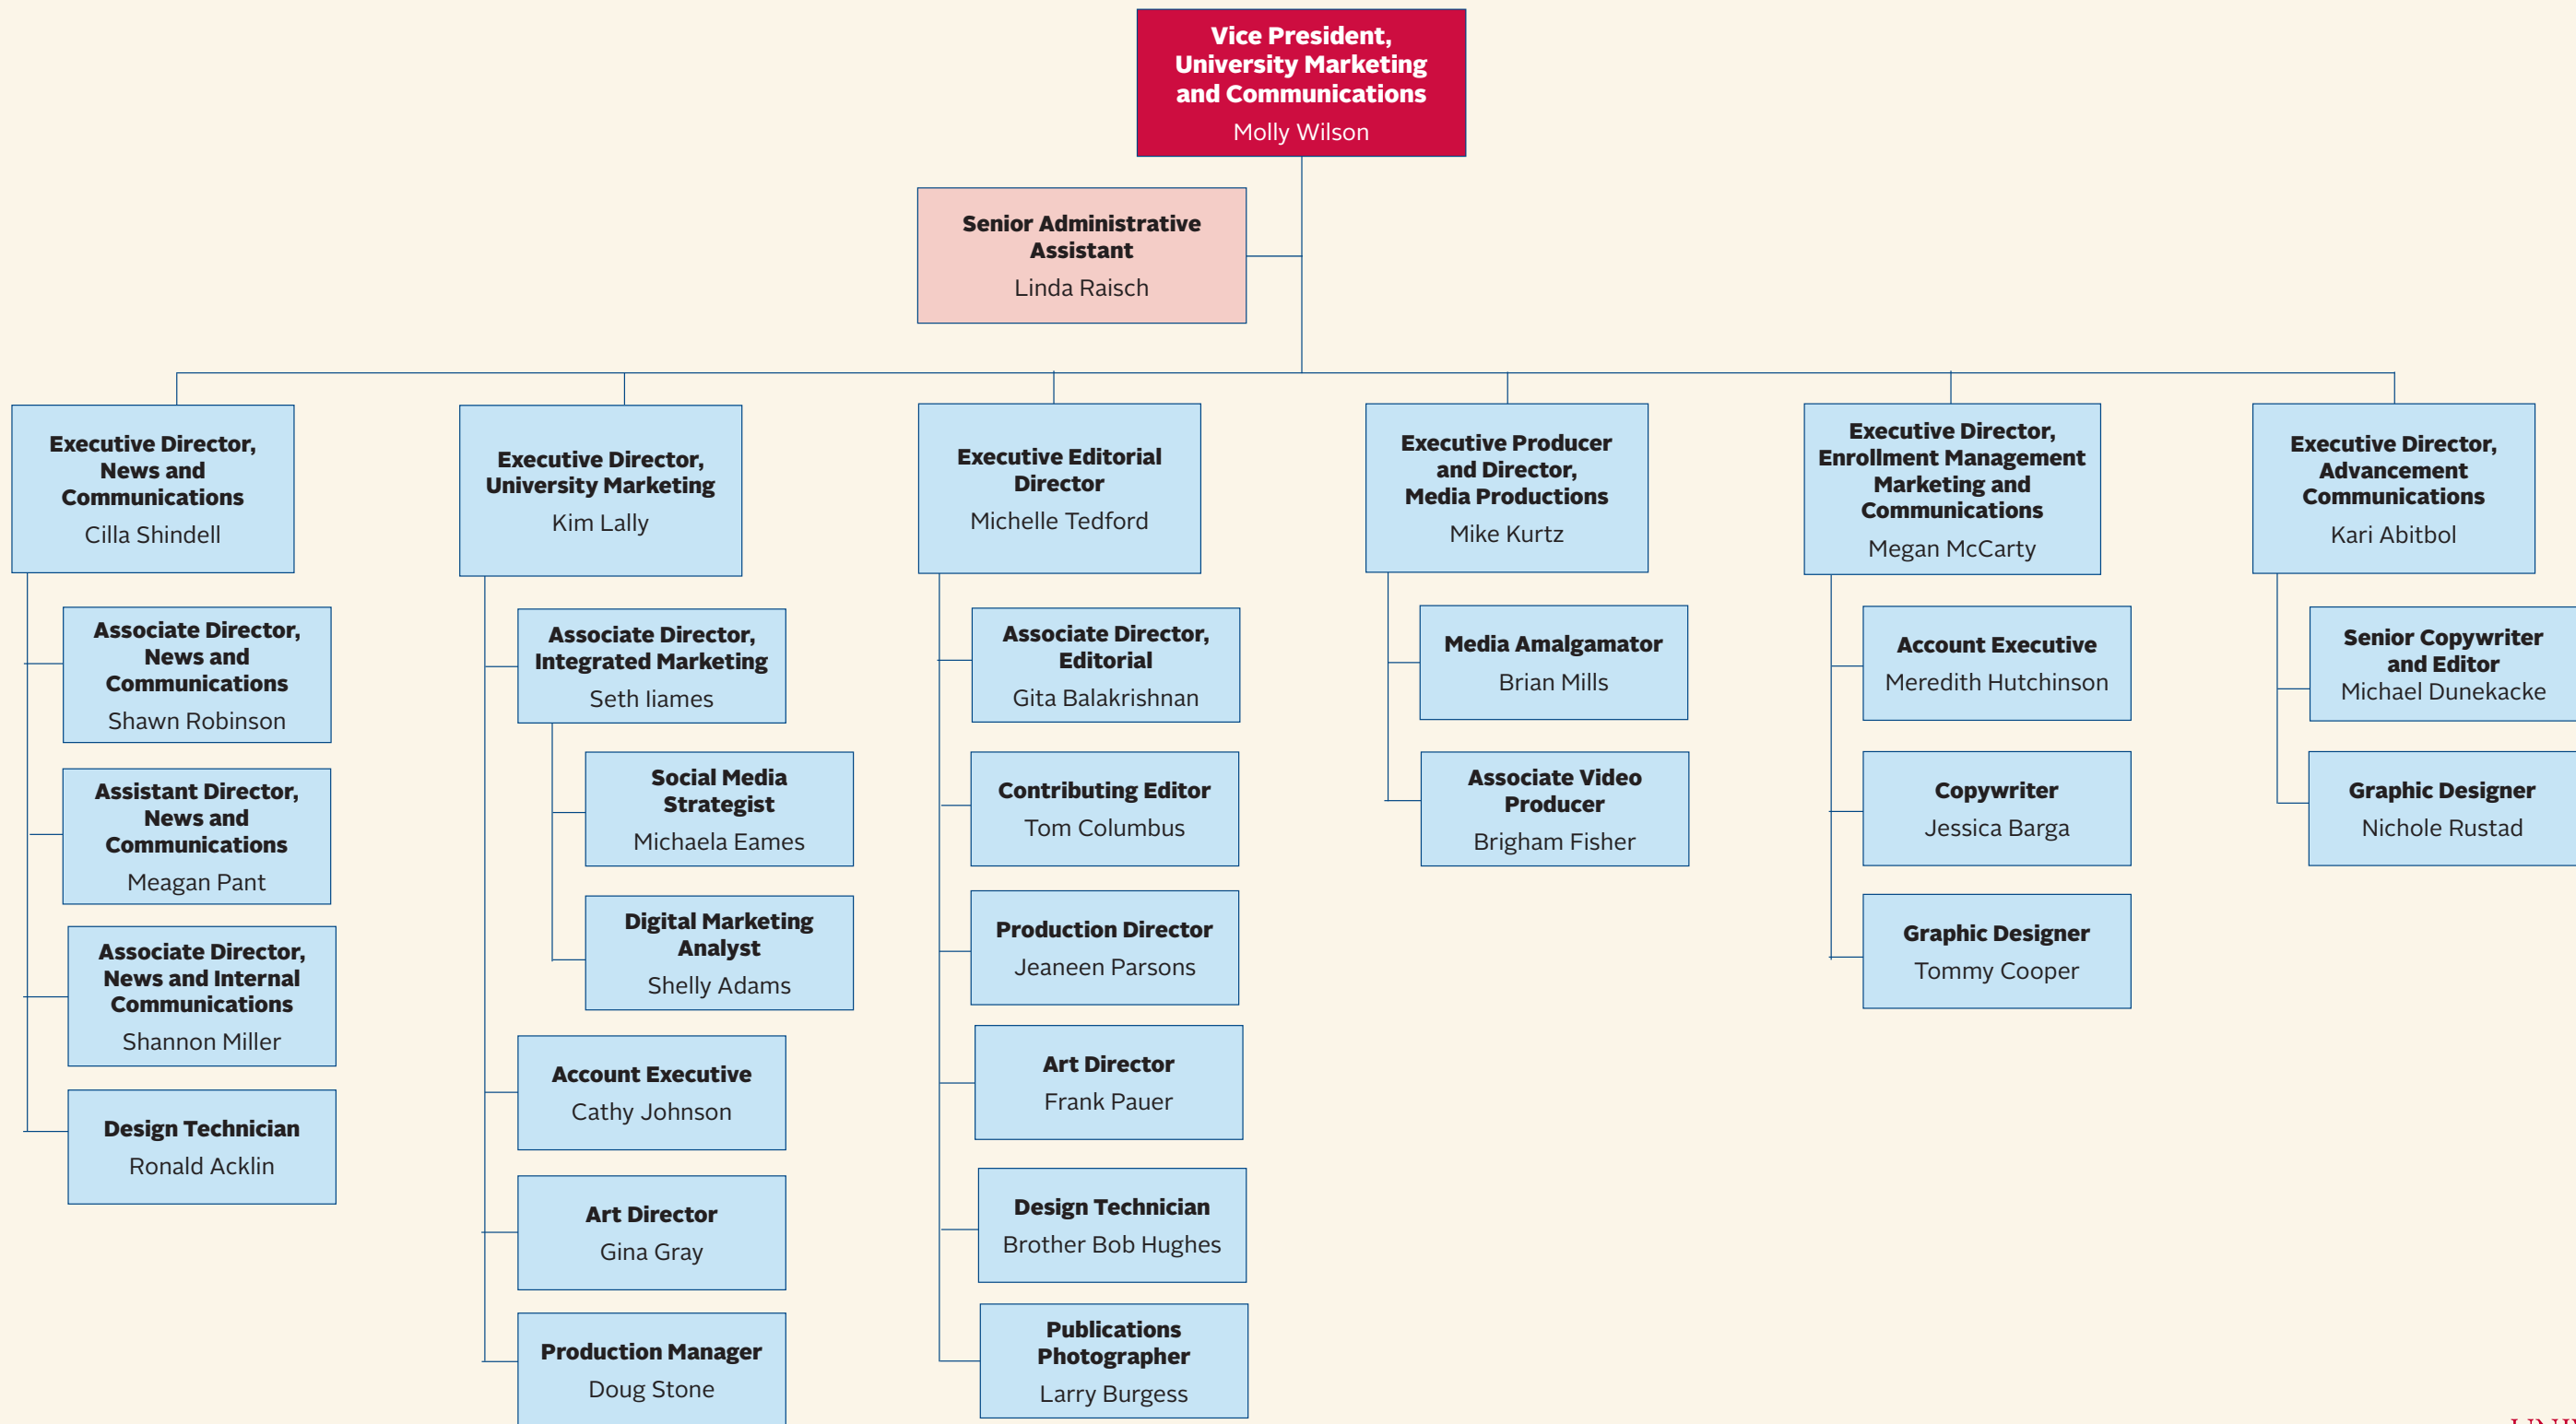 Vice President,
University Marketing
and Communications
Molly Wilson
Senior Administrative
Assistant
Linda Raisch
Executive Director,
News and
Communications
Cilla Shindell
Associate Director,
News and
Communications
Shawn Robinson
Assistant Director,
News and
Communications
Meagan Pant
Associate Director,
News and Internal
Communications
Shannon Miller
Design Technician
Ronald Acklin
Executive Director,
University Marketing
Kim Lally
Associate Director,
Integrated Marketing
Seth Iiames
Social Media
Strategist
Michaela Eames
Digital Marketing
Analyst
Shelly Adams
Account Executive
Cathy Johnson
Art Director
Gina Gray
Production Manager
Doug Stone
Executive Editorial
Director
Michelle Tedford
Associate Director,
Editorial
Gita Balakrishnan
Contributing Editor
Tom Columbus
Production Director
Jeaneen Parsons
Art Director
Frank Pauer
Design Technician
Brother Bob Hughes
Publications
Photographer
Larry Burgess
Executive Producer
and Director,
Media Productions
Mike Kurtz
Media Amalgamator
Brian Mills
Associate Video
Producer
Brigham Fisher
Executive Director,
Enrollment Management
Marketing and
Communications
Megan McCarty
Account Executive
Meredith Hutchinson
Copywriter
Jessica Barga
Graphic Designer
Tommy Cooper
Executive Director,
Advancement
Communications
Kari Abitbol
Senior Copywriter
and Editor
Michael Dunekacke
Graphic Designer
Nichole Rustad